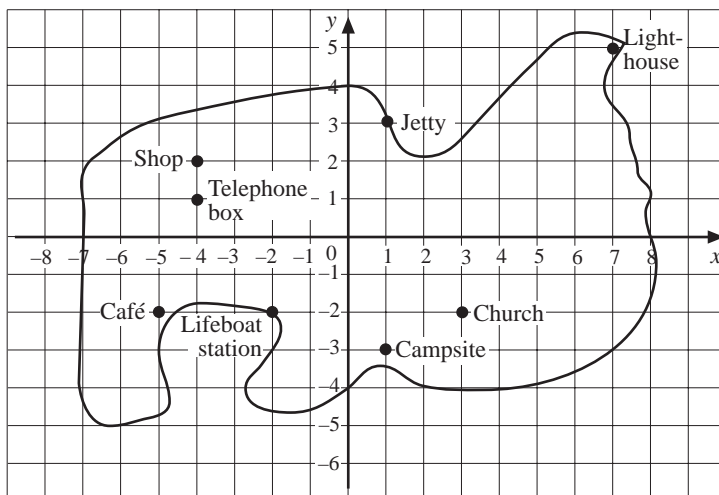 y
5
Light-
house
4
3
Jetty
Shop
2
Telephone
box
1
–8 –7 –6 –5 –4 –3 –2 –1 0 1 2 3 4 5 6 7 8 x
–1
Café
–2
Church
Lifeboat
station
–3
Campsite
–4
–5
–6